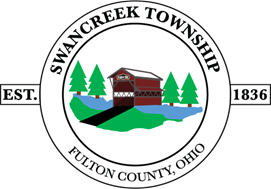 SWANCREEK TOWNSHIP
EST.
1836
FULTON COUNTY, OHIO